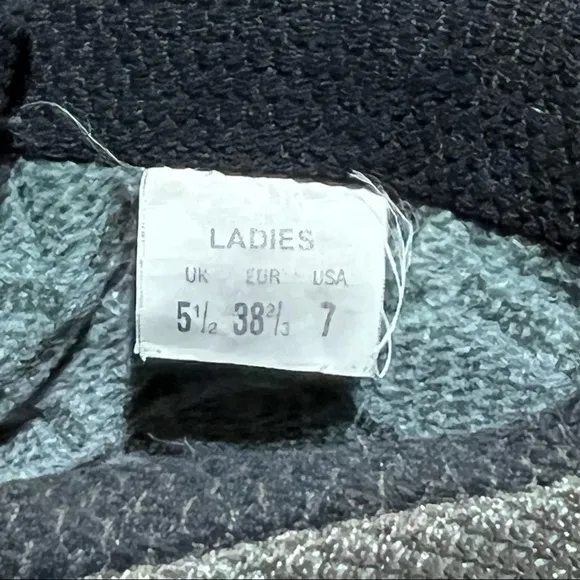 LADIES
UK EUR USA
5½ 38⅔ 7